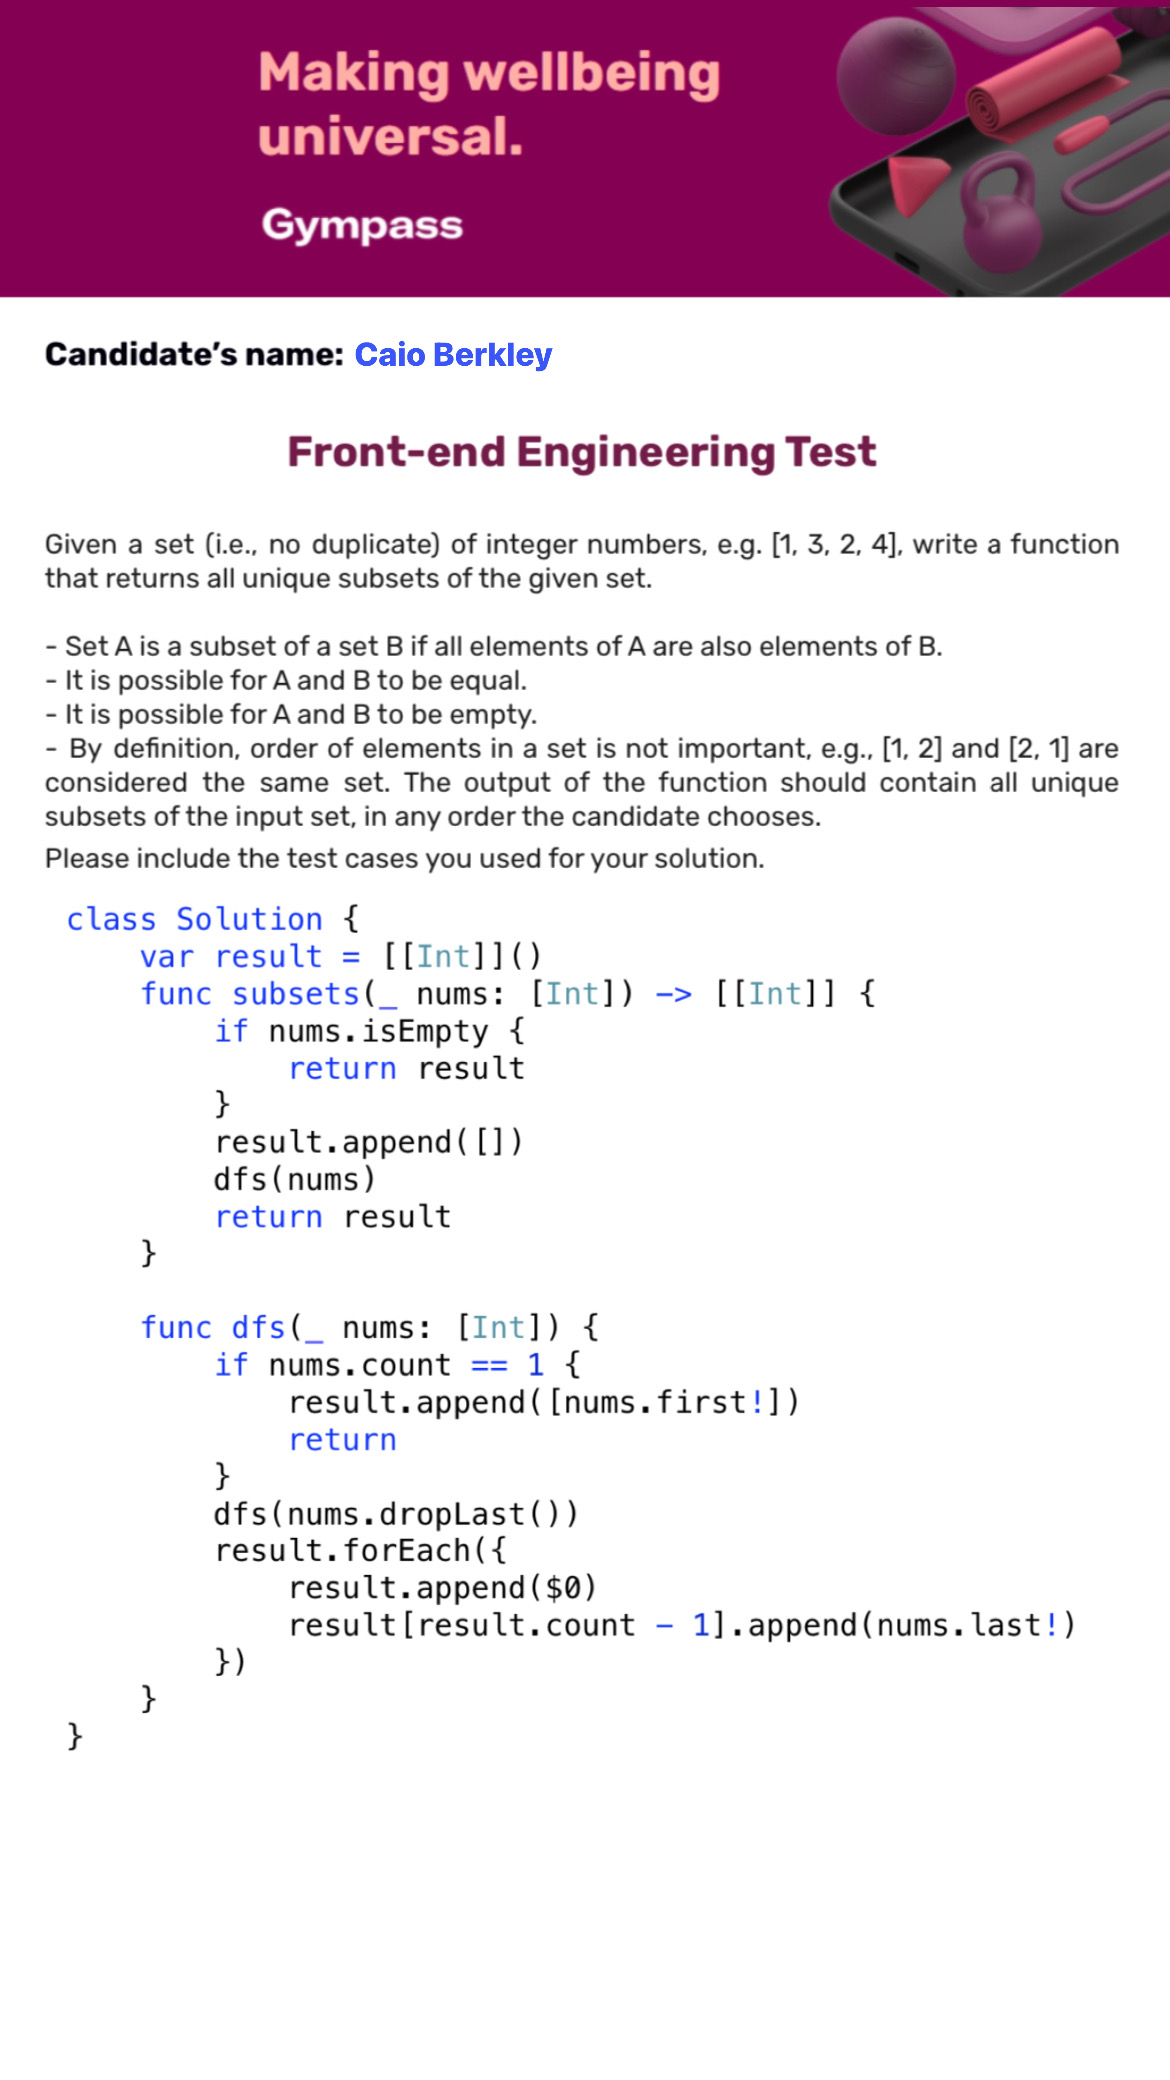 Making wellbeing
universal.
Gympass
Candidate's name: Caio Berkley
Front-end Engineering Test
Given a set (i.e., no duplicate) of integer numbers, e.g. [1, 3, 2, 4], write a function
that returns all unique subsets of the given set.
- Set A is a subset of a set B if all elements of A are also elements of B.
- It is possible for A and B to be equal.
- It is possible for A and B to be empty.
- By definition, order of elements in a set is not important, e.g., [1, 2] and [2, 1] are
considered the same set. The output of the function should contain all unique
subsets of the input set, in any order the candidate chooses.
Please include the test cases you used for your solution.
class Solution {
    var result = [[Int]]()
    func subsets(_ nums: [Int]) -> [[Int]] {
        if nums.isEmpty {
            return result
        }
        result.append([])
        dfs(nums)
        return result
    }
    func dfs(_ nums: [Int]) {
        if nums.count == 1 {
            result.append([nums.first!])
            return
        }
        dfs(nums.dropLast())
        result.forEach({
            result.append($0)
            result[result.count - 1].append(nums.last!)
        })
    }
}